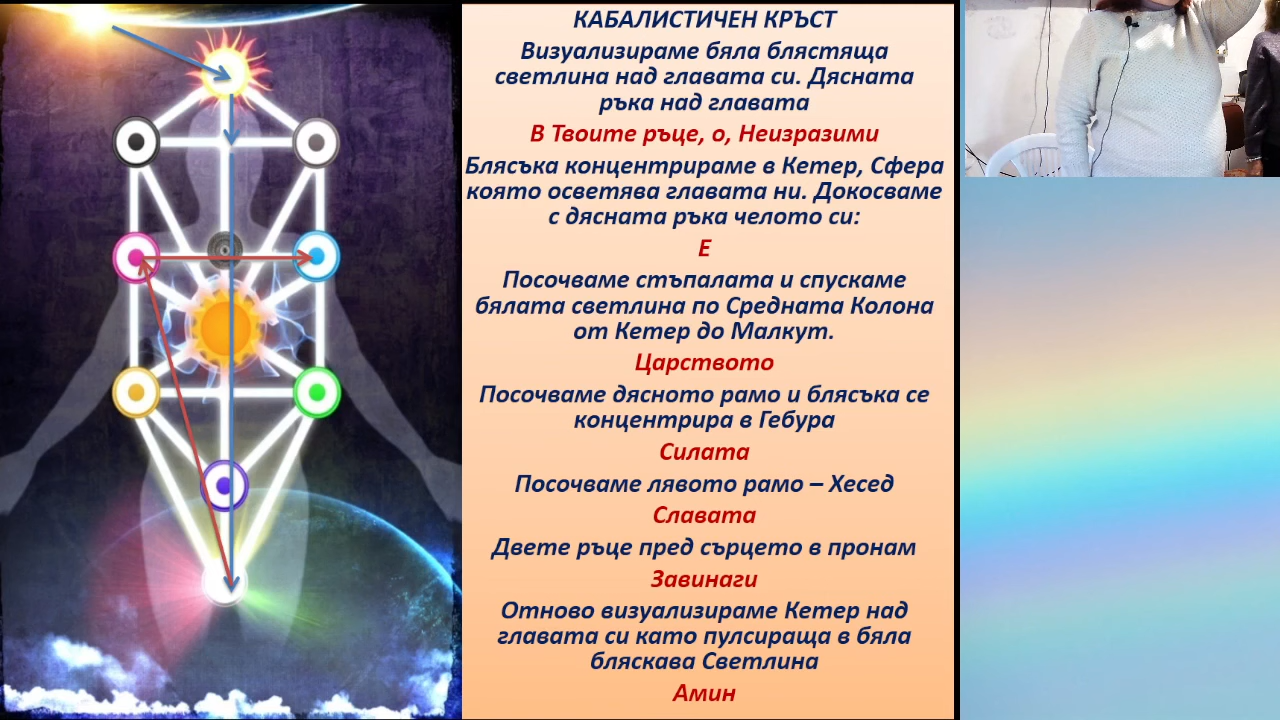 КАБАЛИСТИЧЕН КРЪСТ
Визуализираме бяла блястяща
светлина над главата си. Дясната
ръка над главата
В Твоите ръце, о, Неизразими
Блясъка концентрираме в Кетер, Сфера
която осветява главата ни. Докосваме
с дясната ръка челото си:
Е
Посочваме стъпалата и спускаме
бялата светлина по Средната Колона
от Кетер до Малкут.
Царството
Посочваме дясното рамо и блясъка се
концентрира в Гебура
Силата
Посочваме лявото рамо – Хесед
Славата
Двете ръце пред сърцето в пронам
Завинаги
Отново визуализираме Кетер над
главата си като пулсираща в бяла
бляскава Светлина
Амин